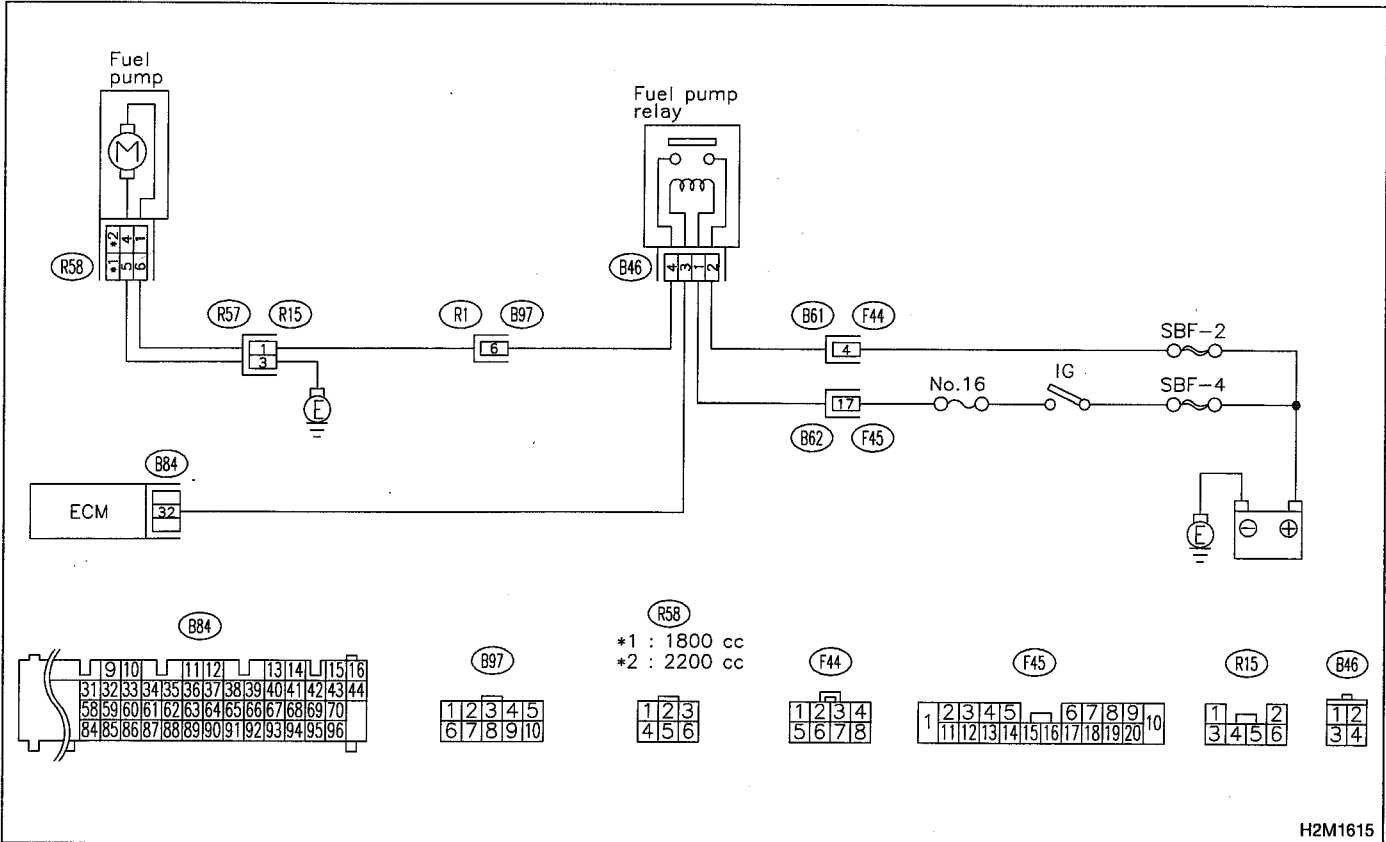 Fuel
pump
M
*2 4 1
*1 5 6
R58
Fuel pump
relay
4 3 1 2
B46
R57 R15
1
3
E
R1 B97
6
B61 F44
4
SBF-2
17
B62 F45
No.16
IG
SBF-4
E
⊖ ⊕
B84
ECM
32
B84
9 10 11 12 13 14 15 16
31 32 33 34 35 36 37 38 39 40 41 42 43 44
58 59 60 61 62 63 64 65 66 67 68 69 70
84 85 86 87 88 89 90 91 92 93 94 95 96
B97
1 2 3 4 5
6 7 8 9 10
R58
*1 : 1800 cc
*2 : 2200 cc
1 2 3
4 5 6
F44
1 2 3 4
5 6 7 8
F45
1 2 3 4 5 6 7 8 9 10
11 12 13 14 15 16 17 18 19 20
R15
1 2
3 4 5 6
B46
1 2
3 4
H2M1615